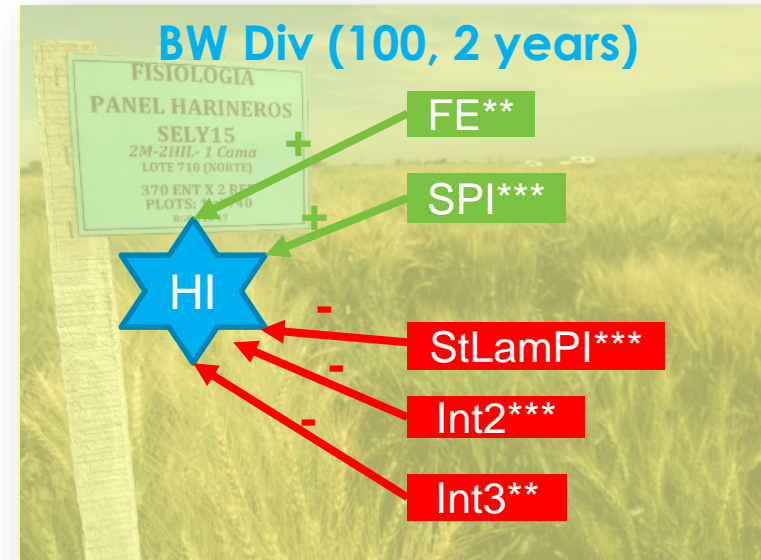 BW Div (100, 2 years)
FISIOLOGIA
PANEL HARINEROS
SELY15
2M-2HIL- 1 Cama
LOTE 710 (NORTE)
370 ENT X 2 REP
PLOTS:
FE**
+
SPI***
+
HI
-
StLamPI***
-
Int2***
-
Int3**